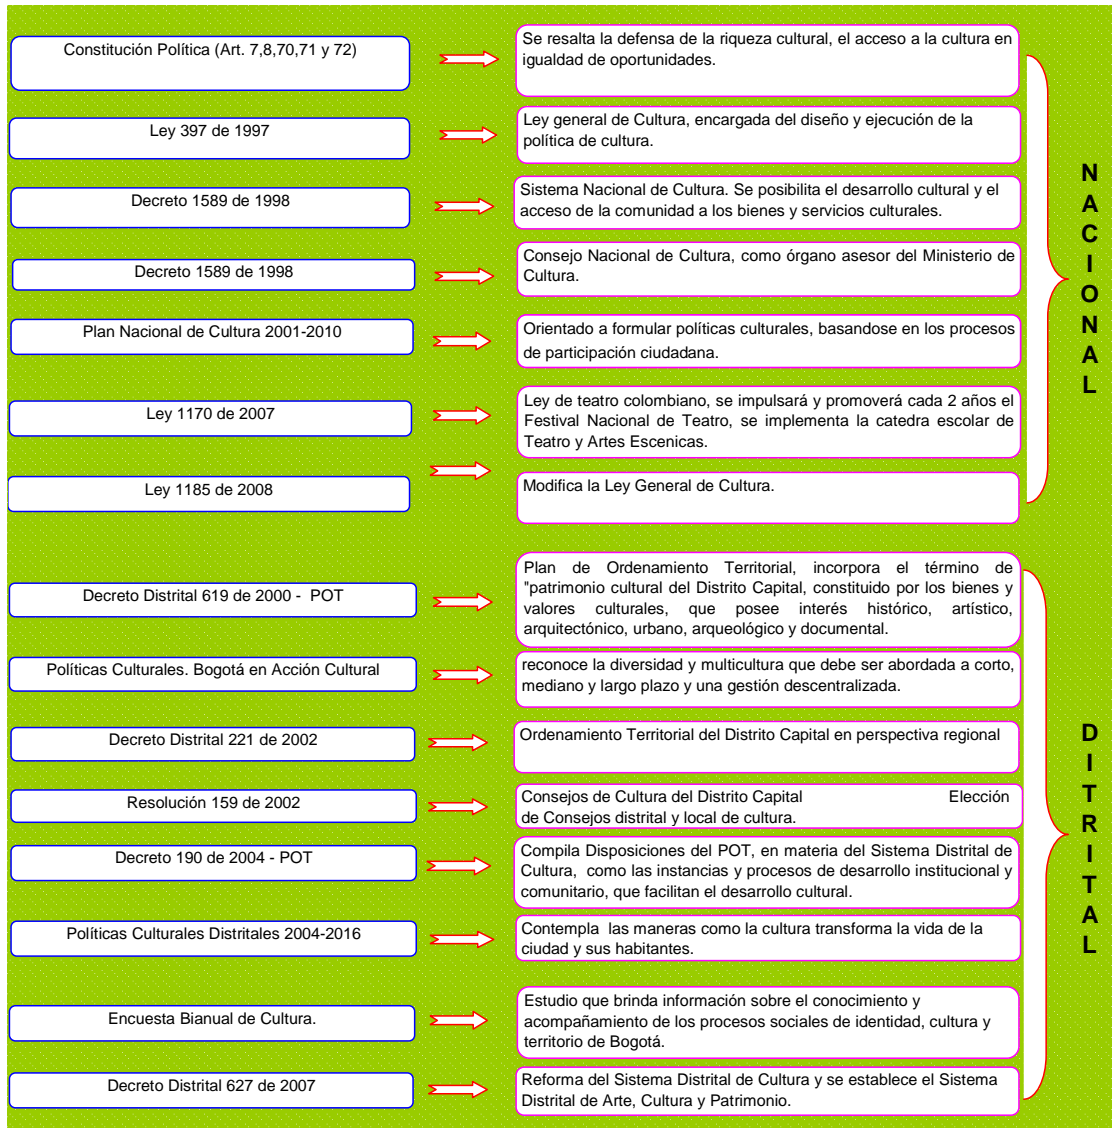 Constitución Política (Art. 7,8,70,71 y 72)
Se resalta la defensa de la riqueza cultural, el acceso a la cultura en
igualdad de oportunidades.
Ley 397 de 1997
Ley general de Cultura, encargada del diseño y ejecución de la
política de cultura.
Decreto 1589 de 1998
Sistema Nacional de Cultura. Se posibilita el desarrollo cultural y el
acceso de la comunidad a los bienes y servicios culturales.
Decreto 1589 de 1998
Consejo Nacional de Cultura, como órgano asesor del Ministerio de
Cultura.
Plan Nacional de Cultura 2001-2010
Orientado a formular políticas culturales, basandose en los procesos
de participación ciudadana.
Ley 1170 de 2007
Ley de teatro colombiano, se impulsará y promoverá cada 2 años el
Festival Nacional de Teatro, se implementa la catedra escolar de
Teatro y Artes Escenicas.
Ley 1185 de 2008
Modifica la Ley General de Cultura.
NACIONAL
Decreto Distrital 619 de 2000 - POT
Plan de Ordenamiento Territorial, incorpora el término de
"patrimonio cultural del Distrito Capital, constituido por los bienes y
valores culturales, que posee interés histórico, artístico,
arquitectónico, urbano, arqueológico y documental.
Políticas Culturales. Bogotá en Acción Cultural
reconoce la diversidad y multicultura que debe ser abordada a corto,
mediano y largo plazo y una gestión descentralizada.
Decreto Distrital 221 de 2002
Ordenamiento Territorial del Distrito Capital en perspectiva regional
Resolución 159 de 2002
Consejos de Cultura del Distrito Capital Elección
de Consejos distrital y local de cultura.
Decreto 190 de 2004 - POT
Compila Disposiciones del POT, en materia del Sistema Distrital de
Cultura, como las instancias y procesos de desarrollo institucional y
comunitario, que facilitan el desarrollo cultural.
Políticas Culturales Distritales 2004-2016
Contempla las maneras como la cultura transforma la vida de la
ciudad y sus habitantes.
Encuesta Bianual de Cultura.
Estudio que brinda información sobre el conocimiento y
acompañamiento de los procesos sociales de identidad, cultura y
territorio de Bogotá.
Decreto Distrital 627 de 2007
Reforma del Sistema Distrital de Cultura y se establece el Sistema
Distrital de Arte, Cultura y Patrimonio.
DITRITAL